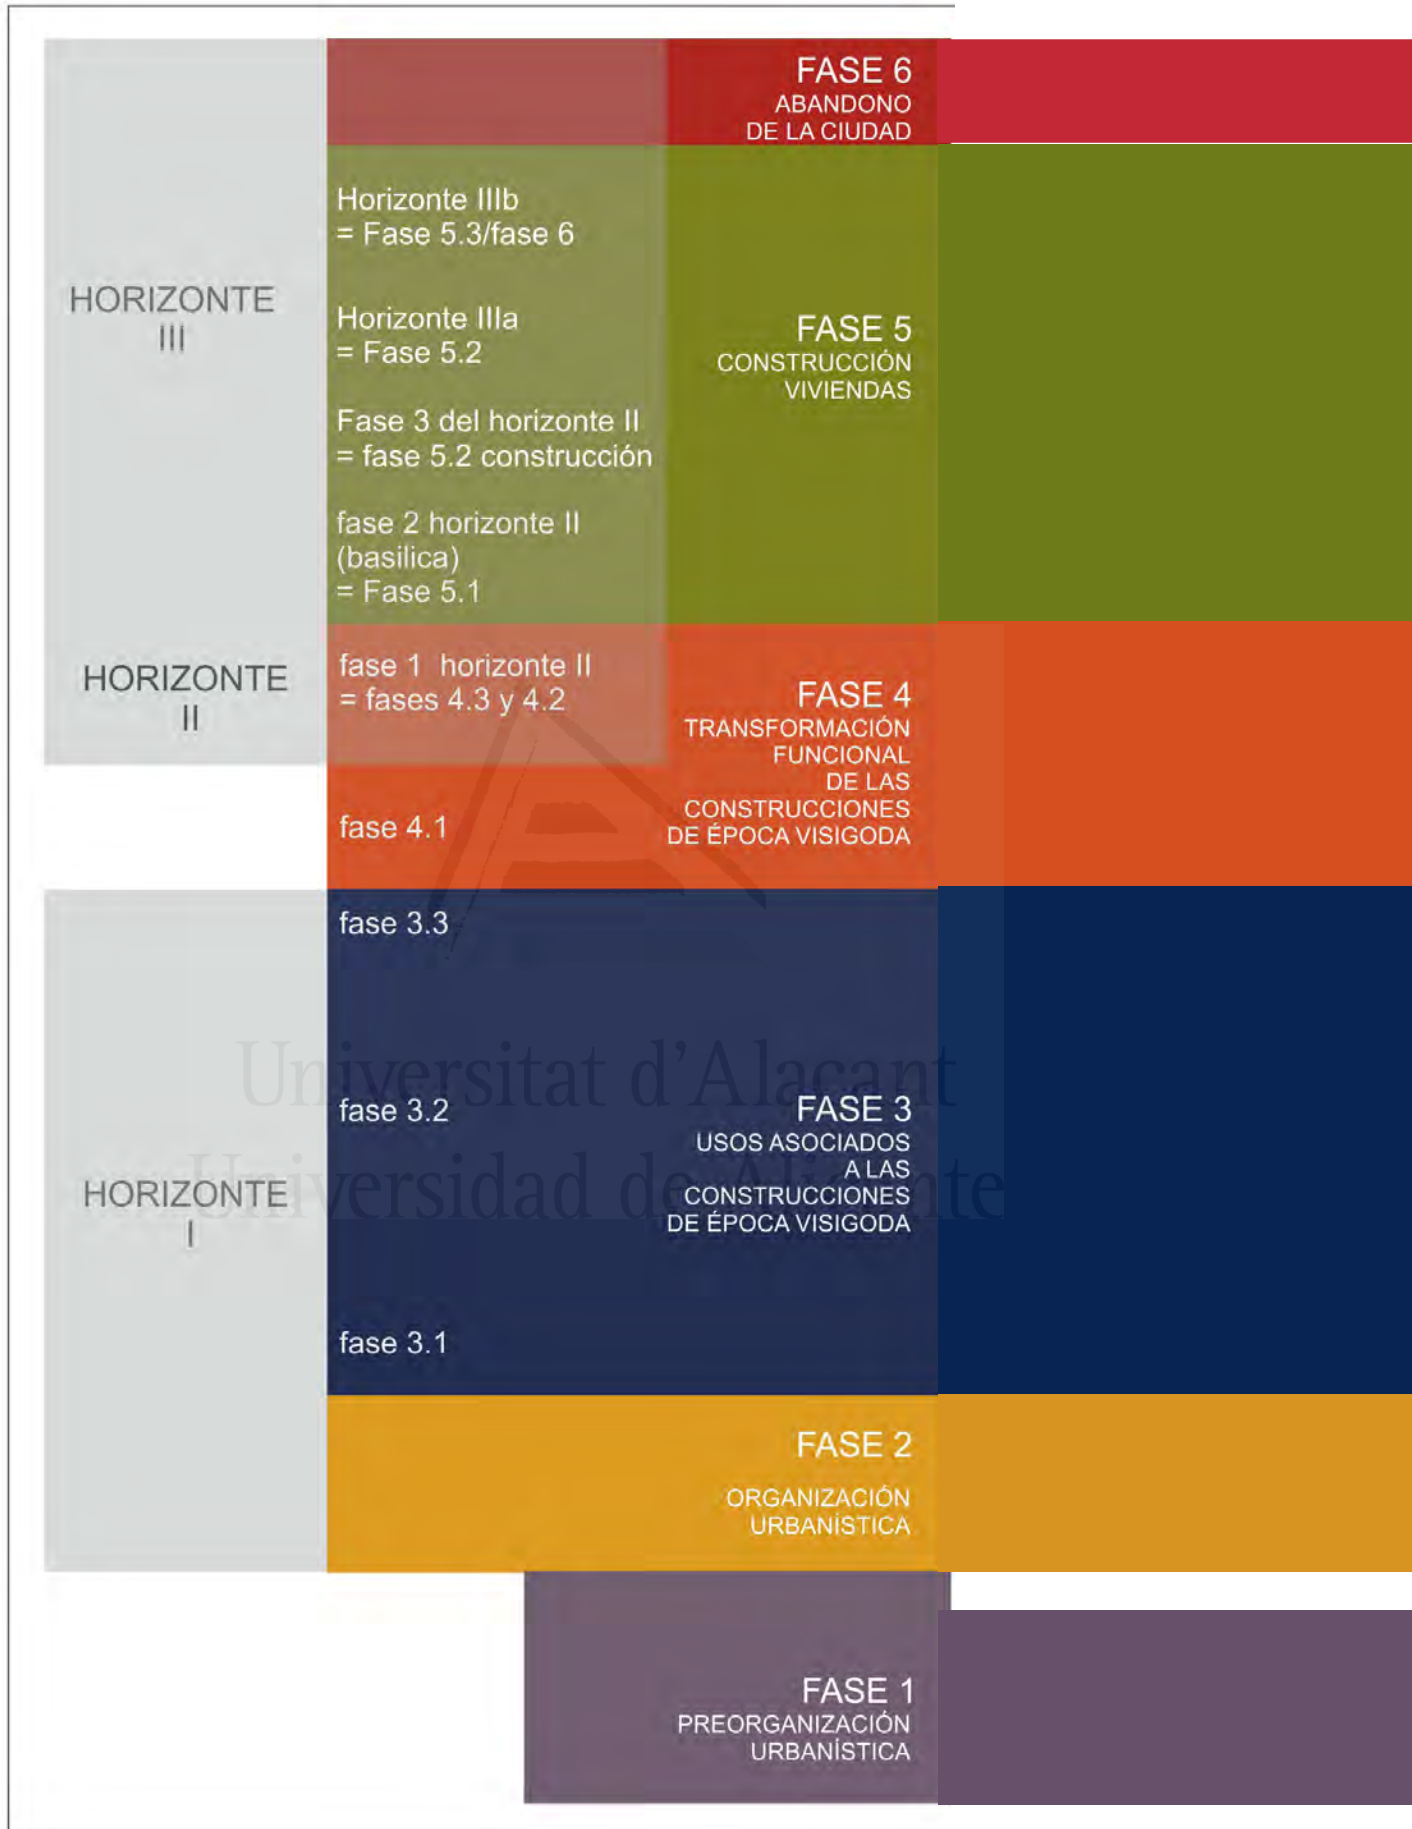 FASE 6
ABANDONO
DE LA CIUDAD
HORIZONTE
III
Horizonte IIIb
= Fase 5.3/fase 6
Horizonte IIIa
= Fase 5.2
Fase 3 del horizonte II
= fase 5.2 construcción
fase 2 horizonte II
(basilica)
= Fase 5.1
FASE 5
CONSTRUCCIÓN
VIVIENDAS
HORIZONTE
II
fase 1 horizonte II
= fases 4.3 y 4.2
fase 4.1
FASE 4
TRANSFORMACIÓN
FUNCIONAL
DE LAS
CONSTRUCCIONES
DE ÉPOCA VISIGODA
HORIZONTE
I
fase 3.3
fase 3.2
fase 3.1
FASE 3
USOS ASOCIADOS
A LAS
CONSTRUCCIONES
DE ÉPOCA VISIGODA
Universitat d'Alacant
Universidad de Alicante
FASE 2
ORGANIZACIÓN
URBANÍSTICA
FASE 1
PREORGANIZACIÓN
URBANÍSTICA